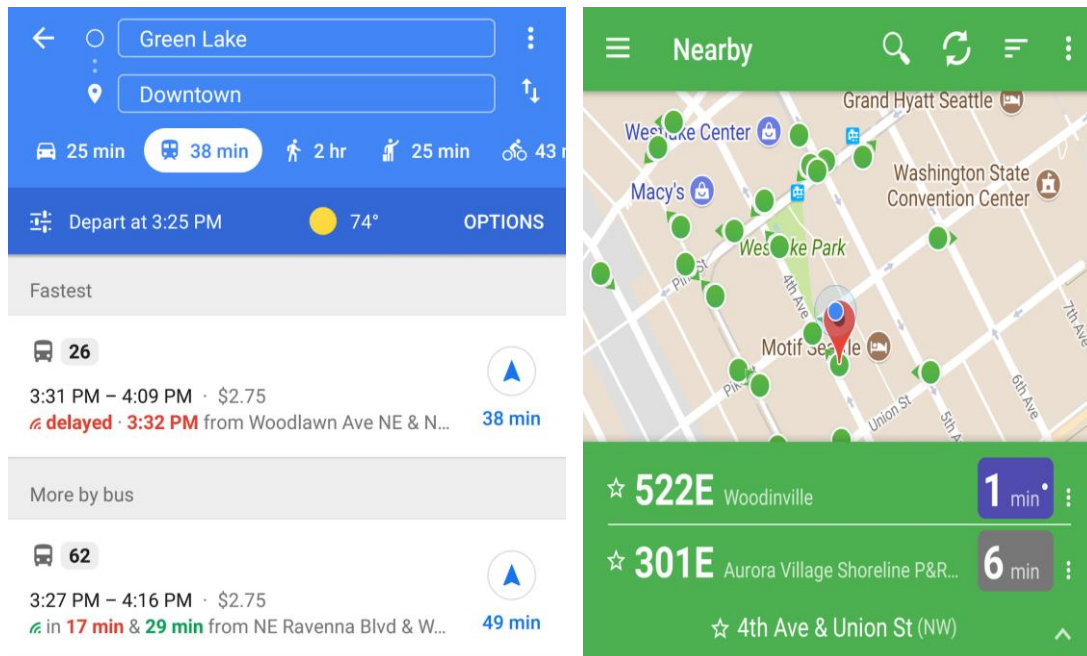 Green Lake
Downtown
25 min 38 min 2 hr 25 min 43
Depart at 3:25 PM 74° OPTIONS
Fastest
26
3:31 PM – 4:09 PM · $2.75
delayed · 3:32 PM from Woodlawn Ave NE & N...
38 min
More by bus
62
3:27 PM – 4:16 PM · $2.75
in 17 min & 29 min from NE Ravenna Blvd & W...
49 min
Nearby
Grand Hyatt Seattle
Westlake Center
Washington State
Convention Center
Macy's
Westlake Park
4th Ave
7th Ave
Motif Seattle
6th Ave
Union St
5th
522E Woodinville
1 min
301E Aurora Village Shoreline P&R...
6 min
4th Ave & Union St (NW)